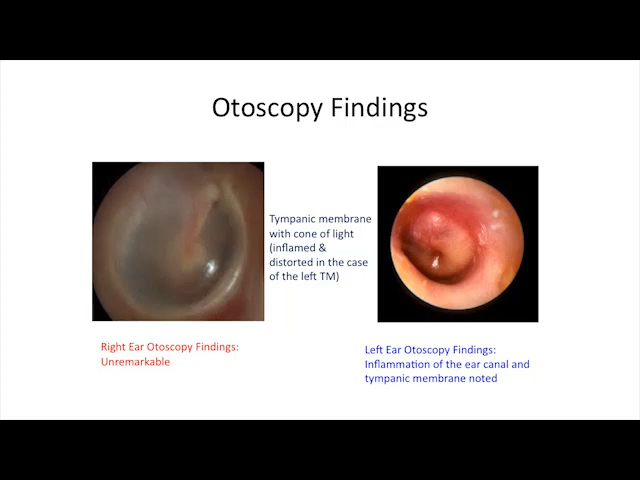 Otoscopy Findings
Tympanic membrane
with cone of light
(inflamed &
distorted in the case
of the left TM)
Right Ear Otoscopy Findings:
Unremarkable
Left Ear Otoscopy Findings:
Inflammation of the ear canal and
tympanic membrane noted